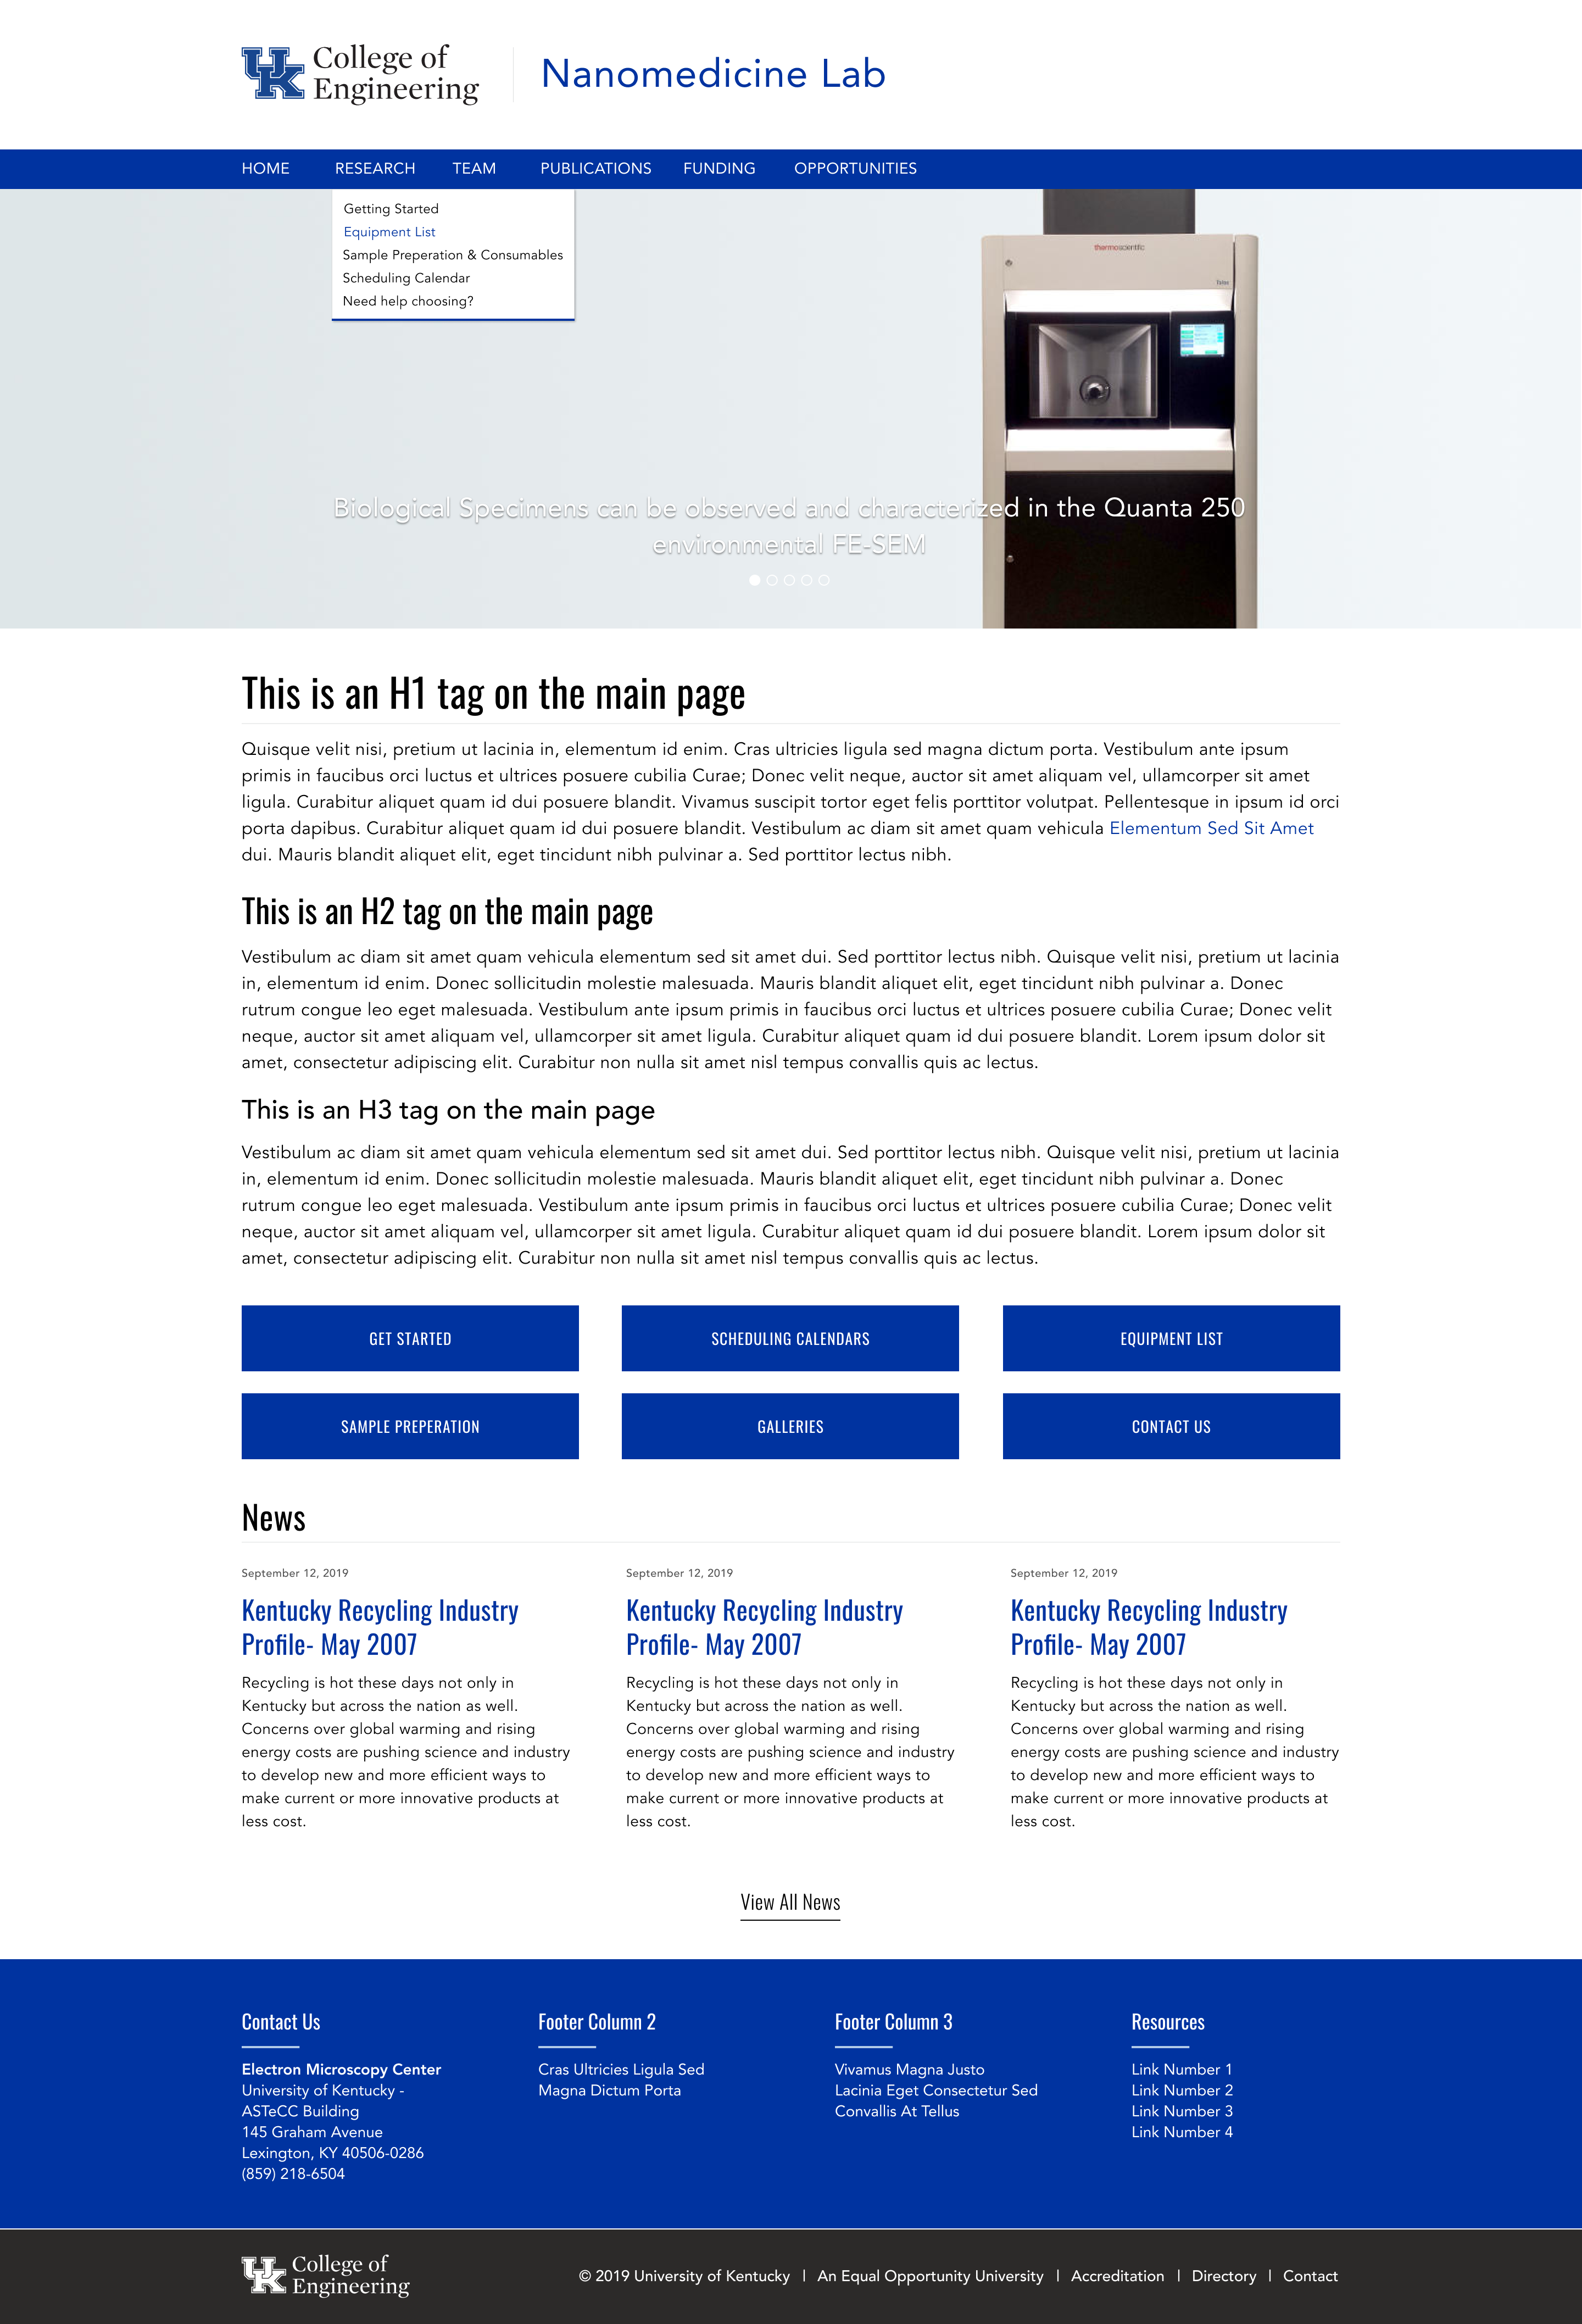 College of
Engineering
Nanomedicine Lab
HOME RESEARCH TEAM PUBLICATIONS FUNDING OPPORTUNITIES
Getting Started
Equipment List
Sample Preperation & Consumables
Scheduling Calendar
Need help choosing?
thermoscientific
Talos
Biological Specimens can be observed and characterized in the Quanta 250
environmental FE-SEM
This is an H1 tag on the main page
Quisque velit nisi, pretium ut lacinia in, elementum id enim. Cras ultricies ligula sed magna dictum porta. Vestibulum ante ipsum
primis in faucibus orci luctus et ultrices posuere cubilia Curae; Donec velit neque, auctor sit amet aliquam vel, ullamcorper sit amet
ligula. Curabitur aliquet quam id dui posuere blandit. Vivamus suscipit tortor eget felis porttitor volutpat. Pellentesque in ipsum id orci
porta dapibus. Curabitur aliquet quam id dui posuere blandit. Vestibulum ac diam sit amet quam vehicula Elementum Sed Sit Amet
dui. Mauris blandit aliquet elit, eget tincidunt nibh pulvinar a. Sed porttitor lectus nibh.
This is an H2 tag on the main page
Vestibulum ac diam sit amet quam vehicula elementum sed sit amet dui. Sed porttitor lectus nibh. Quisque velit nisi, pretium ut lacinia
in, elementum id enim. Donec sollicitudin molestie malesuada. Mauris blandit aliquet elit, eget tincidunt nibh pulvinar a. Donec
rutrum congue leo eget malesuada. Vestibulum ante ipsum primis in faucibus orci luctus et ultrices posuere cubilia Curae; Donec velit
neque, auctor sit amet aliquam vel, ullamcorper sit amet ligula. Curabitur aliquet quam id dui posuere blandit. Lorem ipsum dolor sit
amet, consectetur adipiscing elit. Curabitur non nulla sit amet nisl tempus convallis quis ac lectus.
This is an H3 tag on the main page
Vestibulum ac diam sit amet quam vehicula elementum sed sit amet dui. Sed porttitor lectus nibh. Quisque velit nisi, pretium ut lacinia
in, elementum id enim. Donec sollicitudin molestie malesuada. Mauris blandit aliquet elit, eget tincidunt nibh pulvinar a. Donec
rutrum congue leo eget malesuada. Vestibulum ante ipsum primis in faucibus orci luctus et ultrices posuere cubilia Curae; Donec velit
neque, auctor sit amet aliquam vel, ullamcorper sit amet ligula. Curabitur aliquet quam id dui posuere blandit. Lorem ipsum dolor sit
amet, consectetur adipiscing elit. Curabitur non nulla sit amet nisl tempus convallis quis ac lectus.
GET STARTED
SCHEDULING CALENDARS
EQUIPMENT LIST
SAMPLE PREPERATION
GALLERIES
CONTACT US
News
September 12, 2019
Kentucky Recycling Industry
Profile- May 2007
Recycling is hot these days not only in
Kentucky but across the nation as well.
Concerns over global warming and rising
energy costs are pushing science and industry
to develop new and more efficient ways to
make current or more innovative products at
less cost.
September 12, 2019
Kentucky Recycling Industry
Profile- May 2007
Recycling is hot these days not only in
Kentucky but across the nation as well.
Concerns over global warming and rising
energy costs are pushing science and industry
to develop new and more efficient ways to
make current or more innovative products at
less cost.
September 12, 2019
Kentucky Recycling Industry
Profile- May 2007
Recycling is hot these days not only in
Kentucky but across the nation as well.
Concerns over global warming and rising
energy costs are pushing science and industry
to develop new and more efficient ways to
make current or more innovative products at
less cost.
View All News
Contact Us
Electron Microscopy Center
University of Kentucky -
ASTeCC Building
145 Graham Avenue
Lexington, KY 40506-0286
(859) 218-6504
Footer Column 2
Cras Ultricies Ligula Sed
Magna Dictum Porta
Footer Column 3
Vivamus Magna Justo
Lacinia Eget Consectetur Sed
Convallis At Tellus
Resources
Link Number 1
Link Number 2
Link Number 3
Link Number 4
UK College of
Engineering
© 2019 University of Kentucky | An Equal Opportunity University | Accreditation | Directory | Contact